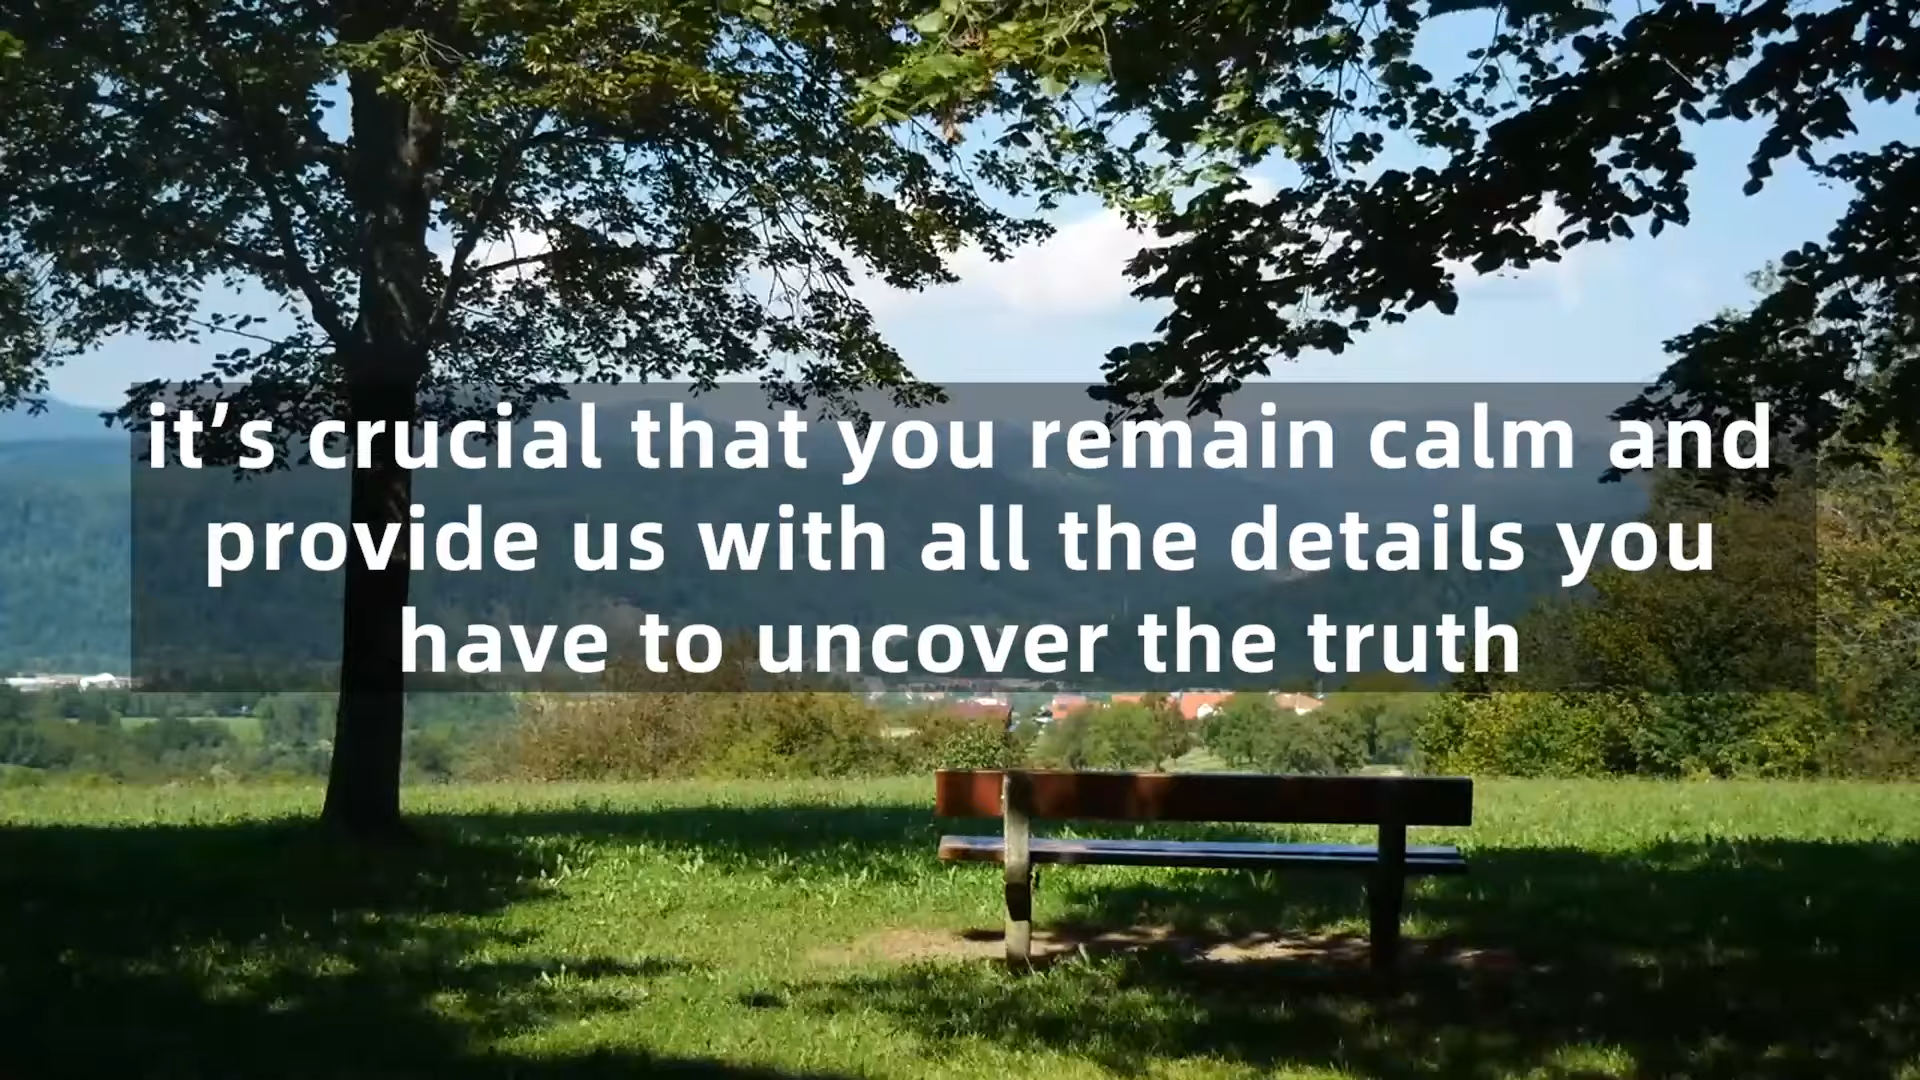 it’s crucial that you remain calm and
provide us with all the details you
have to uncover the truth